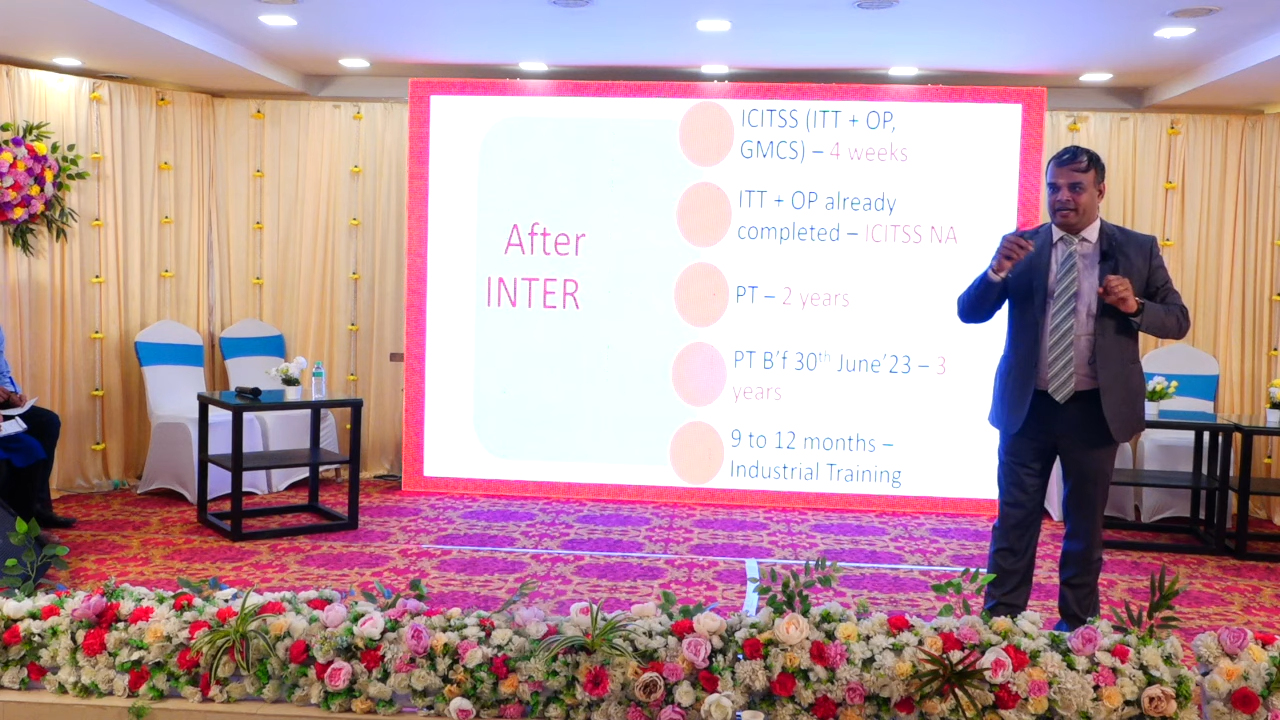 After
INTER
ICITSS (ITT + OP,
GMCS) – 4 weeks
ITT + OP already
completed – ICITSS NA
PT – 2 years
PT B'f 30th June'23 – 3
years
9 to 12 months –
Industrial Training